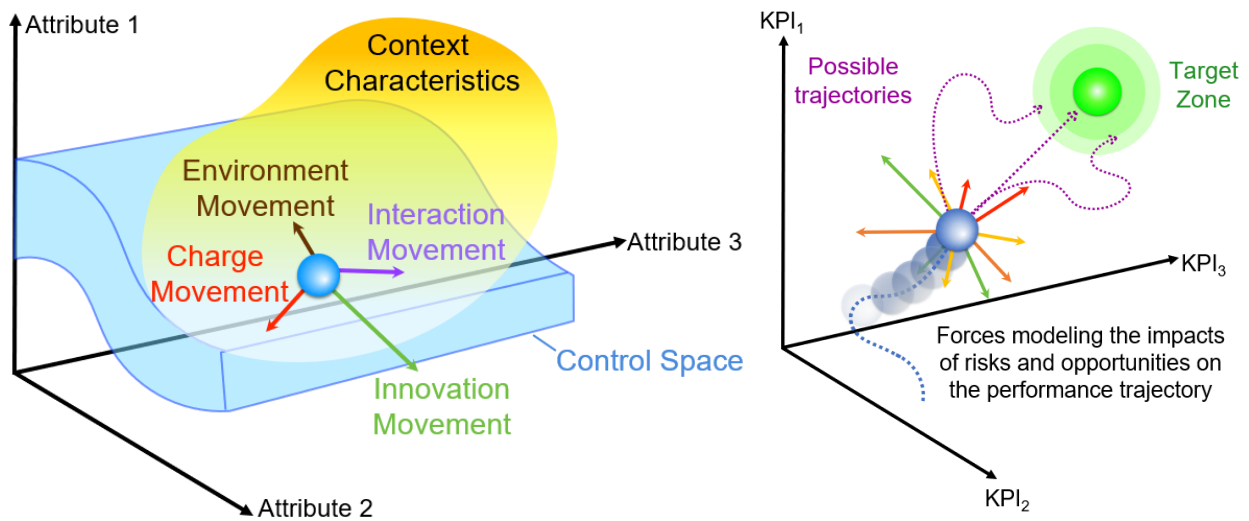 Attribute 1
Context
Characteristics
Environment
Movement
Interaction
Movement
Charge
Movement
Attribute 3
Control Space
Innovation
Movement
Attribute 2
KPI₁
Possible
trajectories
Target
Zone
KPI₃
Forces modeling the impacts
of risks and opportunities on
the performance trajectory
KPI₂